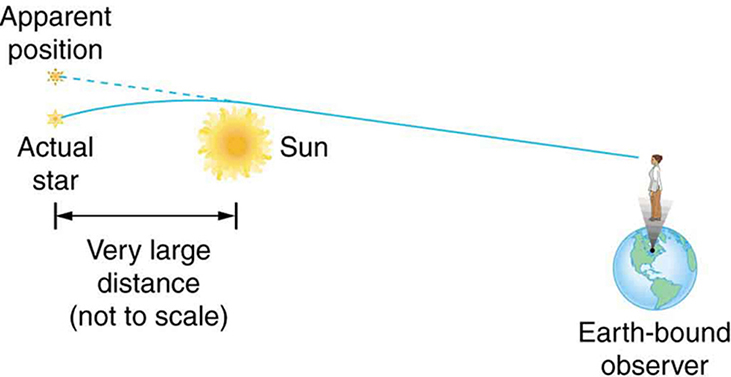 Apparent
position
Actual
star
Sun
Very large
distance
(not to scale)
Earth-bound
observer